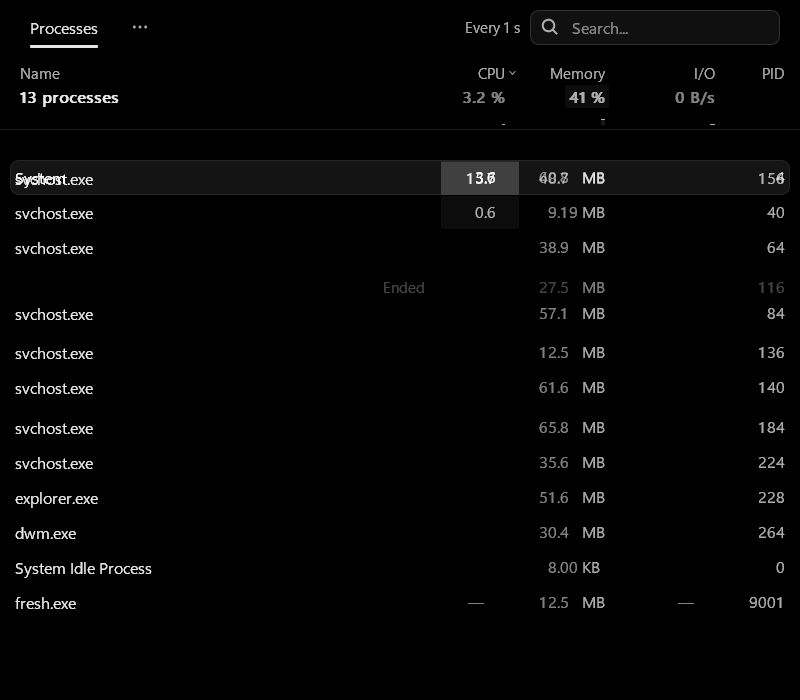 Processes ··· Every 1 s Search...
Name CPU Memory I/O PID
13 processes 3.2 % 41 % 0 B/s
- - -
System svchost.exe MB
svchost.exe 0.6 9.19 MB 40
svchost.exe 38.9 MB 64
Ended 27.5 MB 116
svchost.exe 57.1 MB 84
svchost.exe 12.5 MB 136
svchost.exe 61.6 MB 140
svchost.exe 65.8 MB 184
svchost.exe 35.6 MB 224
explorer.exe 51.6 MB 228
dwm.exe 30.4 MB 264
System Idle Process 8.00 KB 0
fresh.exe — 12.5 MB — 9001